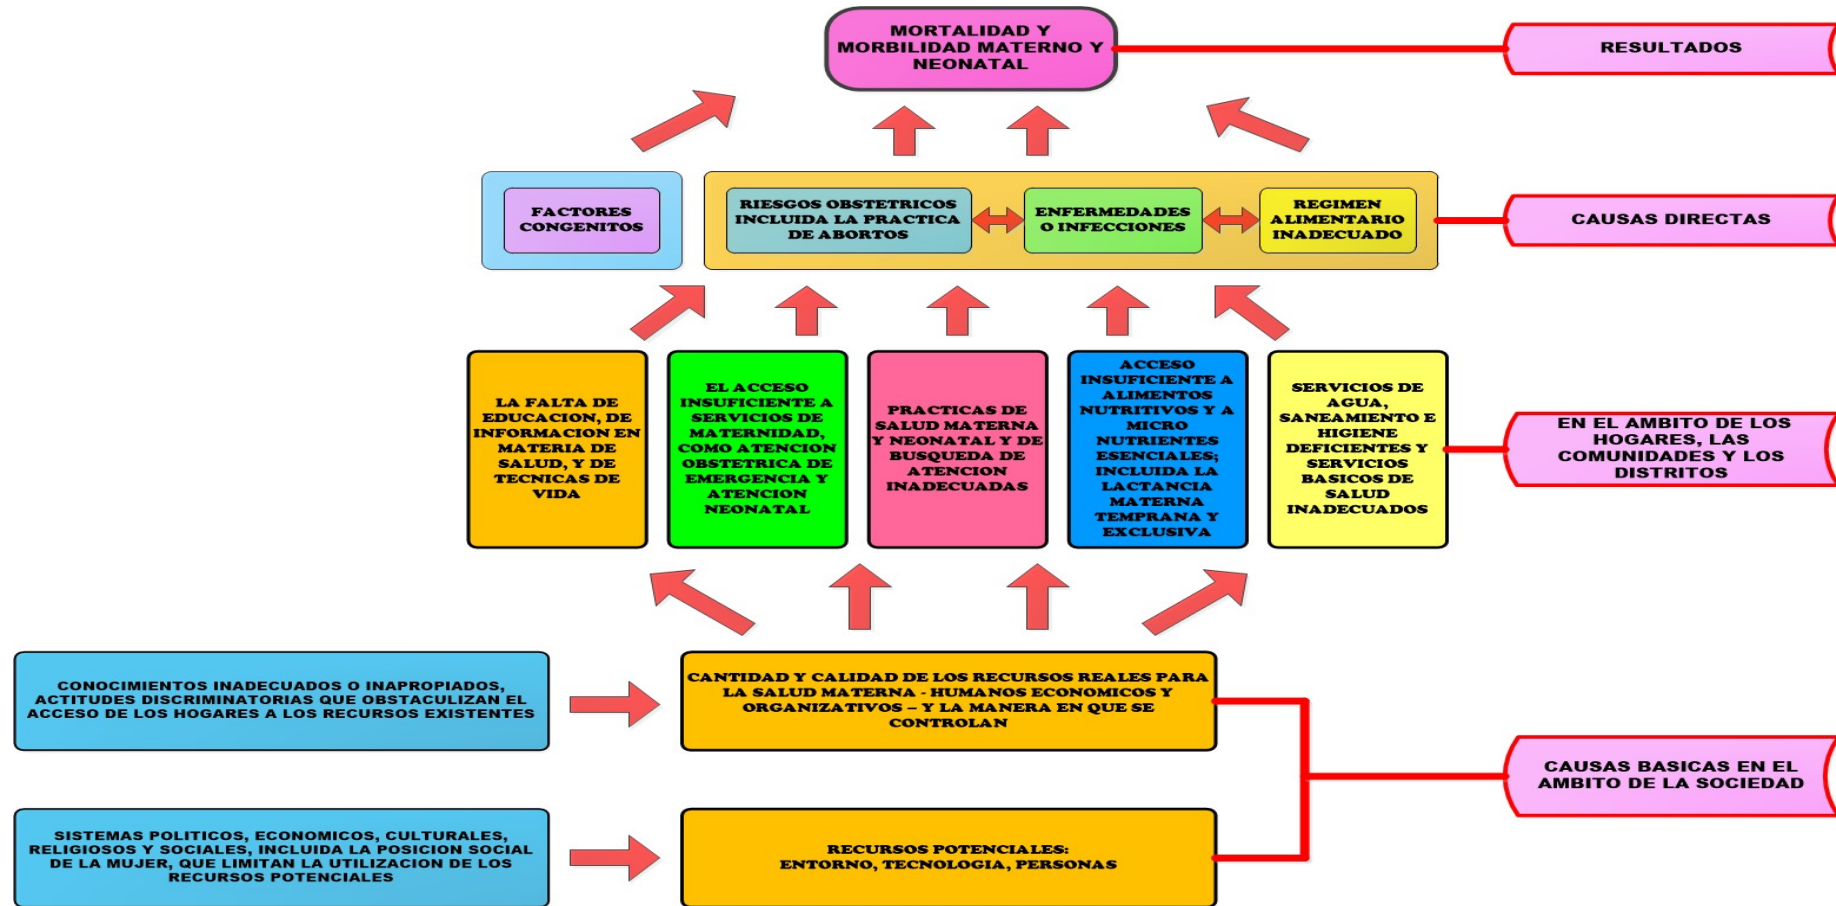 MORTALIDAD Y
MORBILIDAD MATERNO Y
NEONATAL
RESULTADOS
FACTORES
CONGENITOS
RIESGOS OBSTETRICOS
INCLUIDA LA PRACTICA
DE ABORTOS
ENFERMEDADES
O INFECCIONES
REGIMEN
ALIMENTARIO
INADECUADO
CAUSAS DIRECTAS
LA FALTA DE
EDUCACION, DE
INFORMACION EN
MATERIA DE
SALUD, Y DE
TECNICAS DE
VIDA
EL ACCESO
INSUFICIENTE A
SERVICIOS DE
MATERNIDAD,
COMO ATENCION
OBSTETRICA DE
EMERGENCIA Y
ATENCION
NEONATAL
PRACTICAS DE
SALUD MATERNA
Y NEONATAL Y DE
BUSQUEDA DE
ATENCION
INADECUADAS
ACCESO
INSUFICIENTE A
ALIMENTOS
NUTRITIVOS Y A
MICRO
NUTRIENTES
ESENCIALES;
INCLUIDA LA
LACTANCIA
MATERNA
TEMPRANA Y
EXCLUSIVA
SERVICIOS DE
AGUA,
SANEAMIENTO E
HIGIENE
DEFICIENTES Y
SERVICIOS
BASICOS DE
SALUD
INADECUADOS
EN EL AMBITO DE LOS
HOGARES, LAS
COMUNIDADES Y LOS
DISTRITOS
CONOCIMIENTOS INADECUADOS O INAPROPIADOS,
ACTITUDES DISCRIMINATORIAS QUE OBSTACULIZAN EL
ACCESO DE LOS HOGARES A LOS RECURSOS EXISTENTES
CANTIDAD Y CALIDAD DE LOS RECURSOS REALES PARA
LA SALUD MATERNA - HUMANOS ECONOMICOS Y
ORGANIZATIVOS – Y LA MANERA EN QUE SE
CONTROLAN
CAUSAS BASICAS EN EL
AMBITO DE LA SOCIEDAD
SISTEMAS POLITICOS, ECONOMICOS, CULTURALES,
RELIGIOSOS Y SOCIALES, INCLUIDA LA POSICION SOCIAL
DE LA MUJER, QUE LIMITAN LA UTILIZACION DE LOS
RECURSOS POTENCIALES
RECURSOS POTENCIALES:
ENTORNO, TECNOLOGIA, PERSONAS